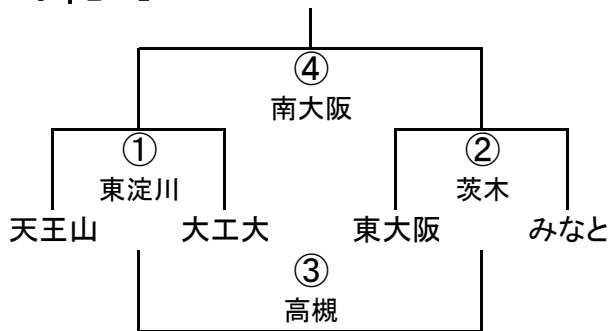 ④
南大阪
① ②
東淀川 茨木
天王山 大工大 東大阪 みなと
③
高槻